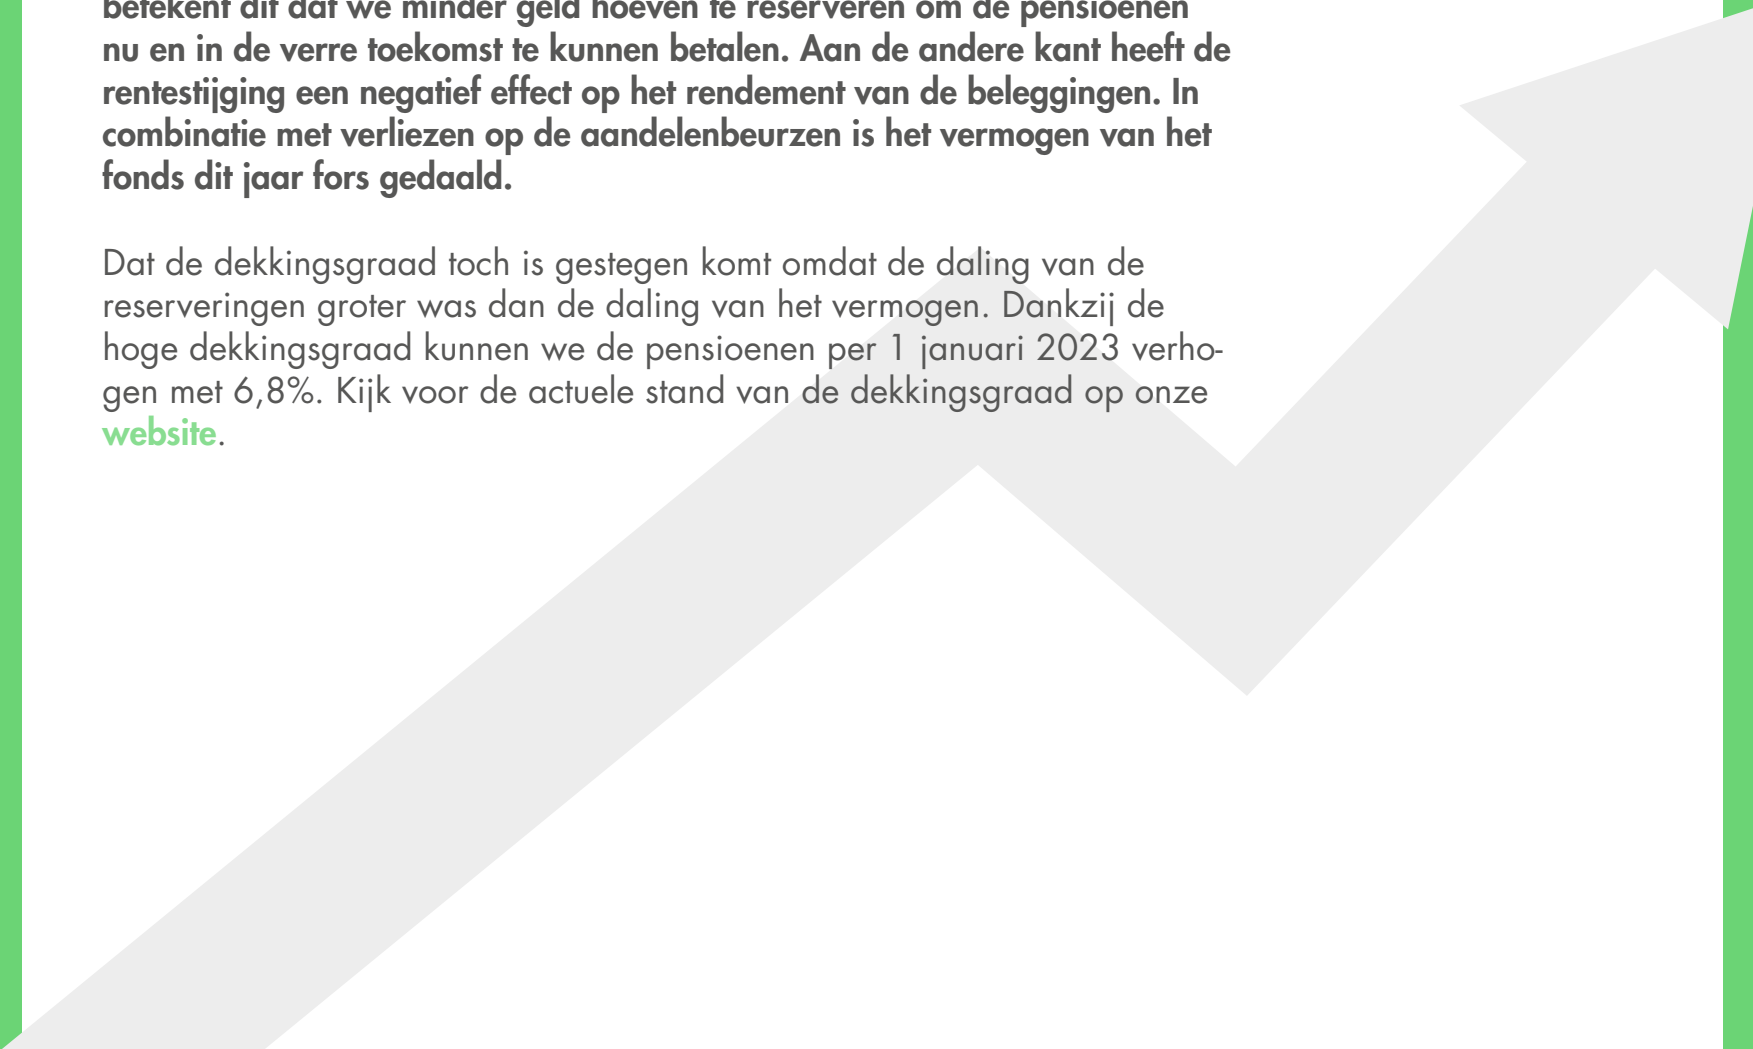 betekent dit dat we minder geld hoeven te reserveren om de pensioenen
nu en in de verre toekomst te kunnen betalen. Aan de andere kant heeft de
rentestijging een negatief effect op het rendement van de beleggingen. In
combinatie met verliezen op de aandelenbeurzen is het vermogen van het
fonds dit jaar fors gedaald.
Dat de dekkingsgraad toch is gestegen komt omdat de daling van de
reserveringen groter was dan de daling van het vermogen. Dankzij de
hoge dekkingsgraad kunnen we de pensioenen per 1 januari 2023 verho-
gen met 6,8%. Kijk voor de actuele stand van de dekkingsgraad op onze
website.